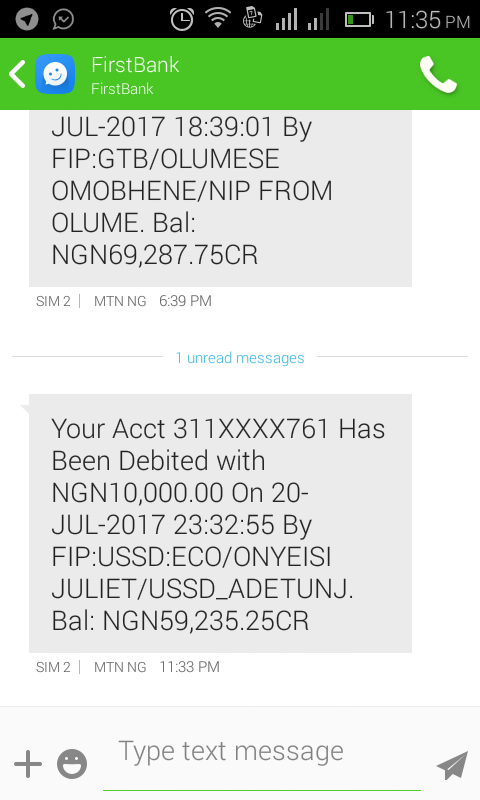 11:35 PM
FirstBank
FirstBank
JUL-2017 18:39:01 By
FIP:GTB/OLUMESE
OMOBHENE/NIP FROM
OLUME. Bal:
NGN69,287.75CR
SIM 2 | MTN NG 6:39 PM
1 unread messages
Your Acct 311XXXX761 Has
Been Debited with
NGN10,000.00 On 20-
JUL-2017 23:32:55 By
FIP:USSD:ECO/ONYEISI
JULIET/USSD_ADETUNJ.
Bal: NGN59,235.25CR
SIM 2 | MTN NG 11:33 PM
Type text message